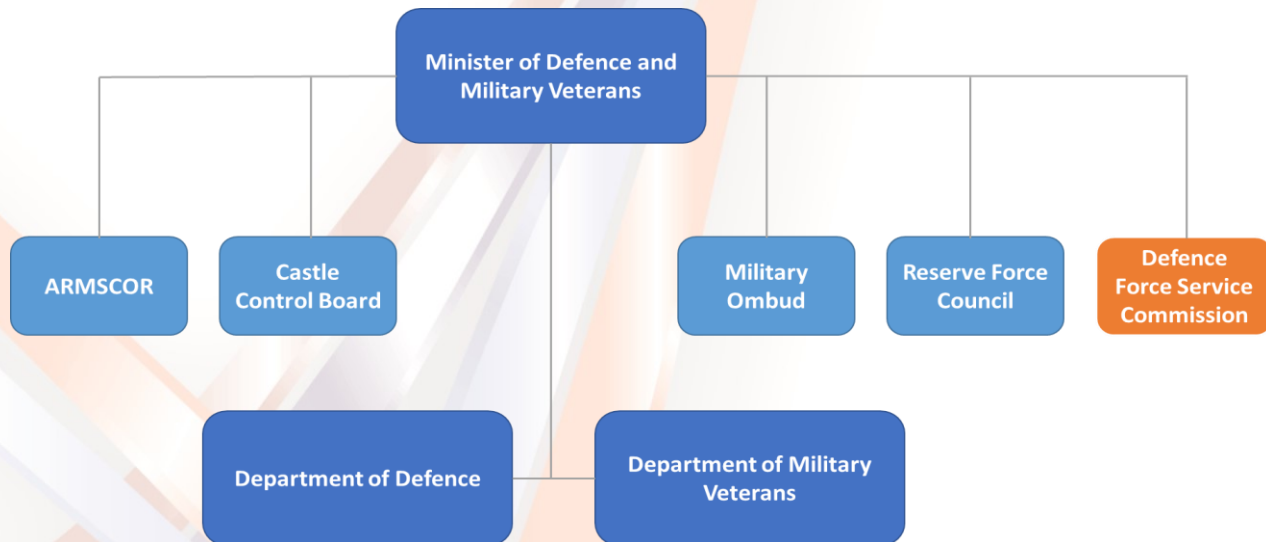 Minister of Defence and
Military Veterans
ARMSCOR
Castle
Control Board
Military
Ombud
Reserve Force
Council
Defence
Force Service
Commission
Department of Defence
Department of Military
Veterans